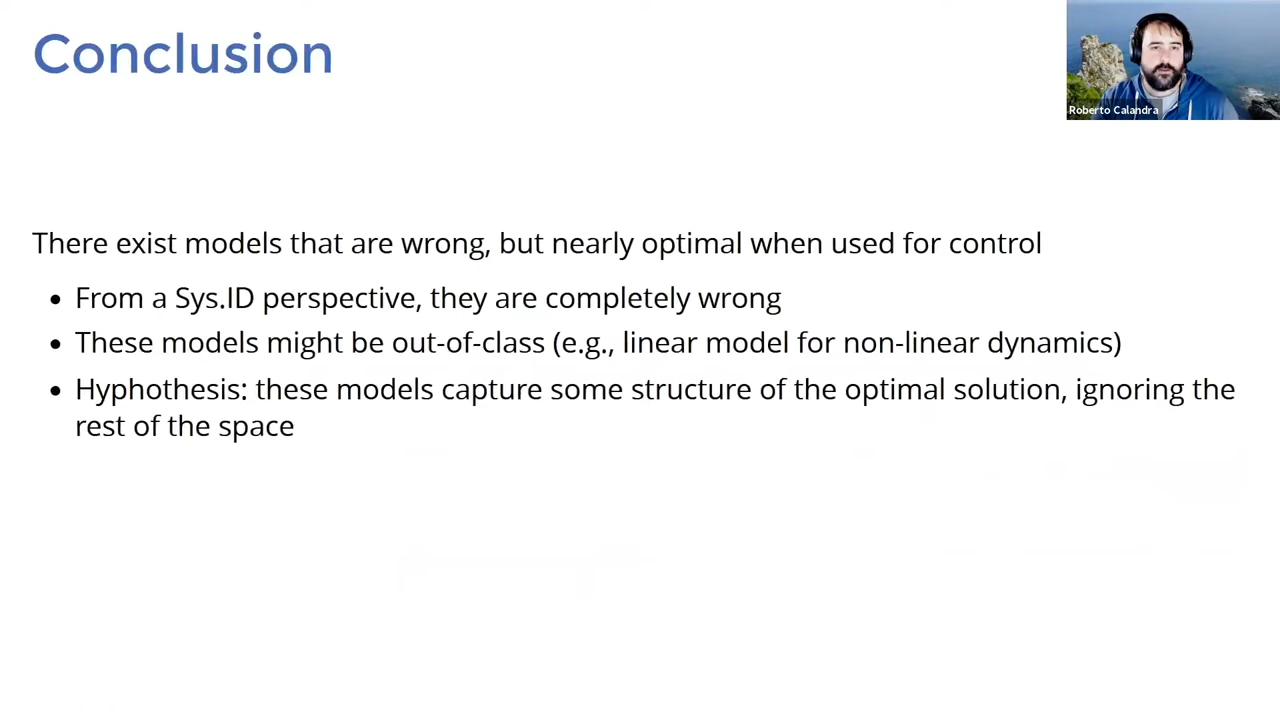 Conclusion
Roberto Calandra
There exist models that are wrong, but nearly optimal when used for control
• From a Sys.ID perspective, they are completely wrong
• These models might be out-of-class (e.g., linear model for non-linear dynamics)
• Hyphothesis: these models capture some structure of the optimal solution, ignoring the
rest of the space